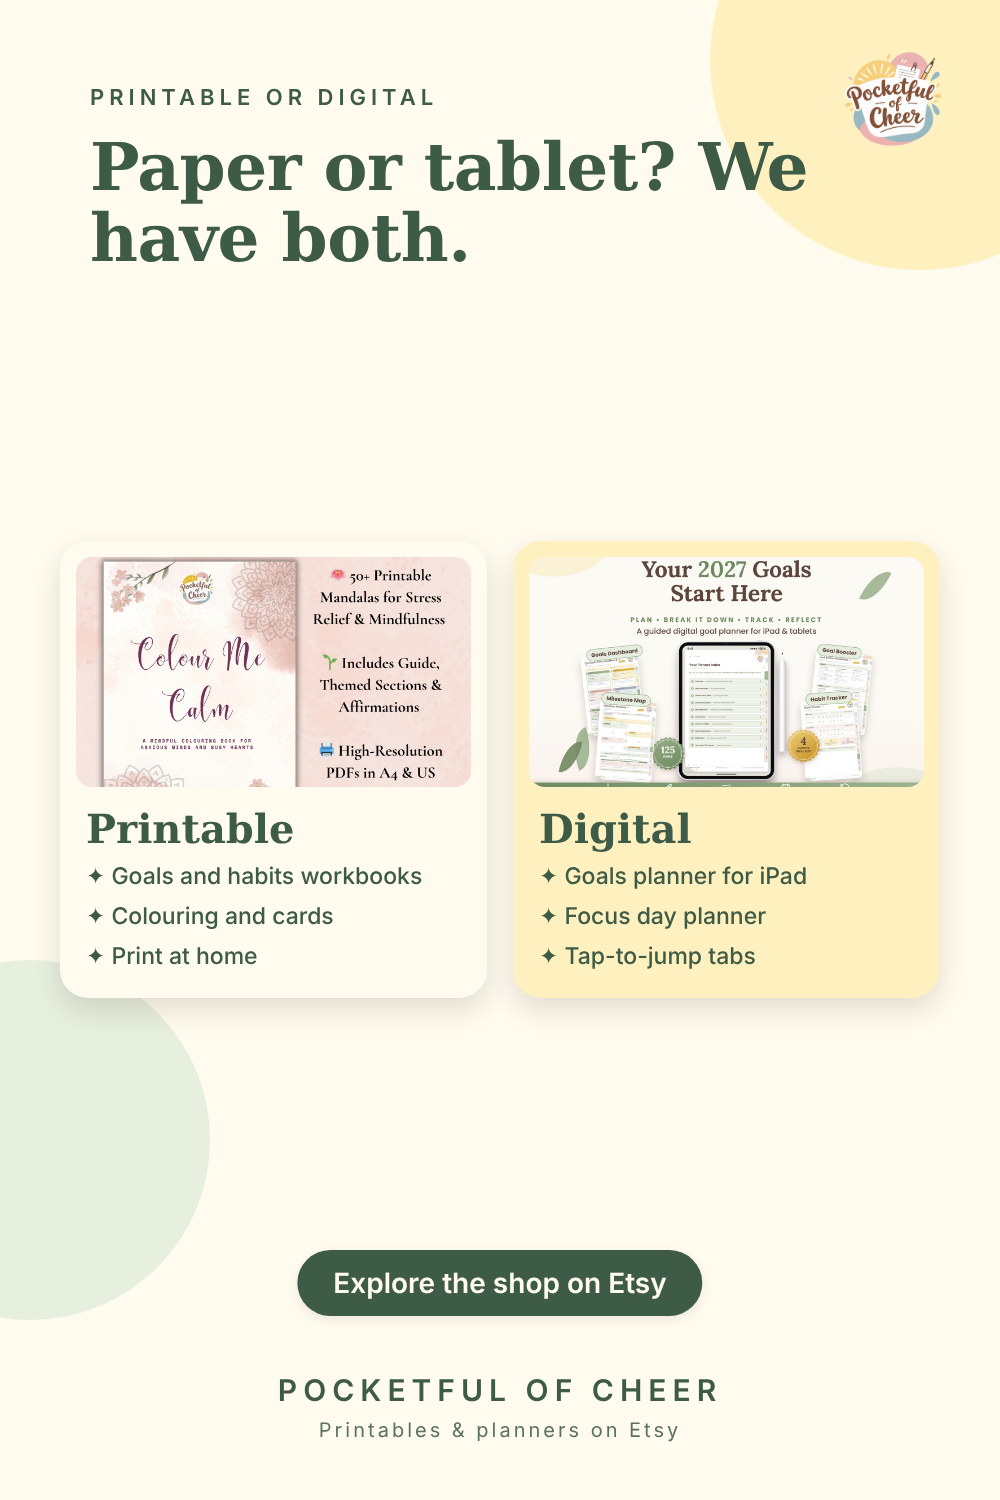 PRINTABLE OR DIGITAL
Pocketful
of
Cheer
Paper or tablet? We
have both.
Pocketful
of
Cheer
Colour Me
Calm
A MINDFUL COLOURING BOOK FOR
ANXIOUS MINDS AND BUSY HEARTS
50+ Printable
Mandalas for Stress
Relief & Mindfulness
Includes Guide,
Themed Sections &
Affirmations
High-Resolution
PDFs in A4 & US
Your 2027 Goals
Start Here
PLAN • BREAK IT DOWN • TRACK • REFLECT
A guided digital goal planner for iPad & tablets
Goals Dashboard
Goal Booster
Milestone Map
Habit Tracker
125
4
Printable
✦ Goals and habits workbooks
✦ Colouring and cards
✦ Print at home
Digital
✦ Goals planner for iPad
✦ Focus day planner
✦ Tap-to-jump tabs
Explore the shop on Etsy
POCKETFUL OF CHEER
Printables & planners on Etsy